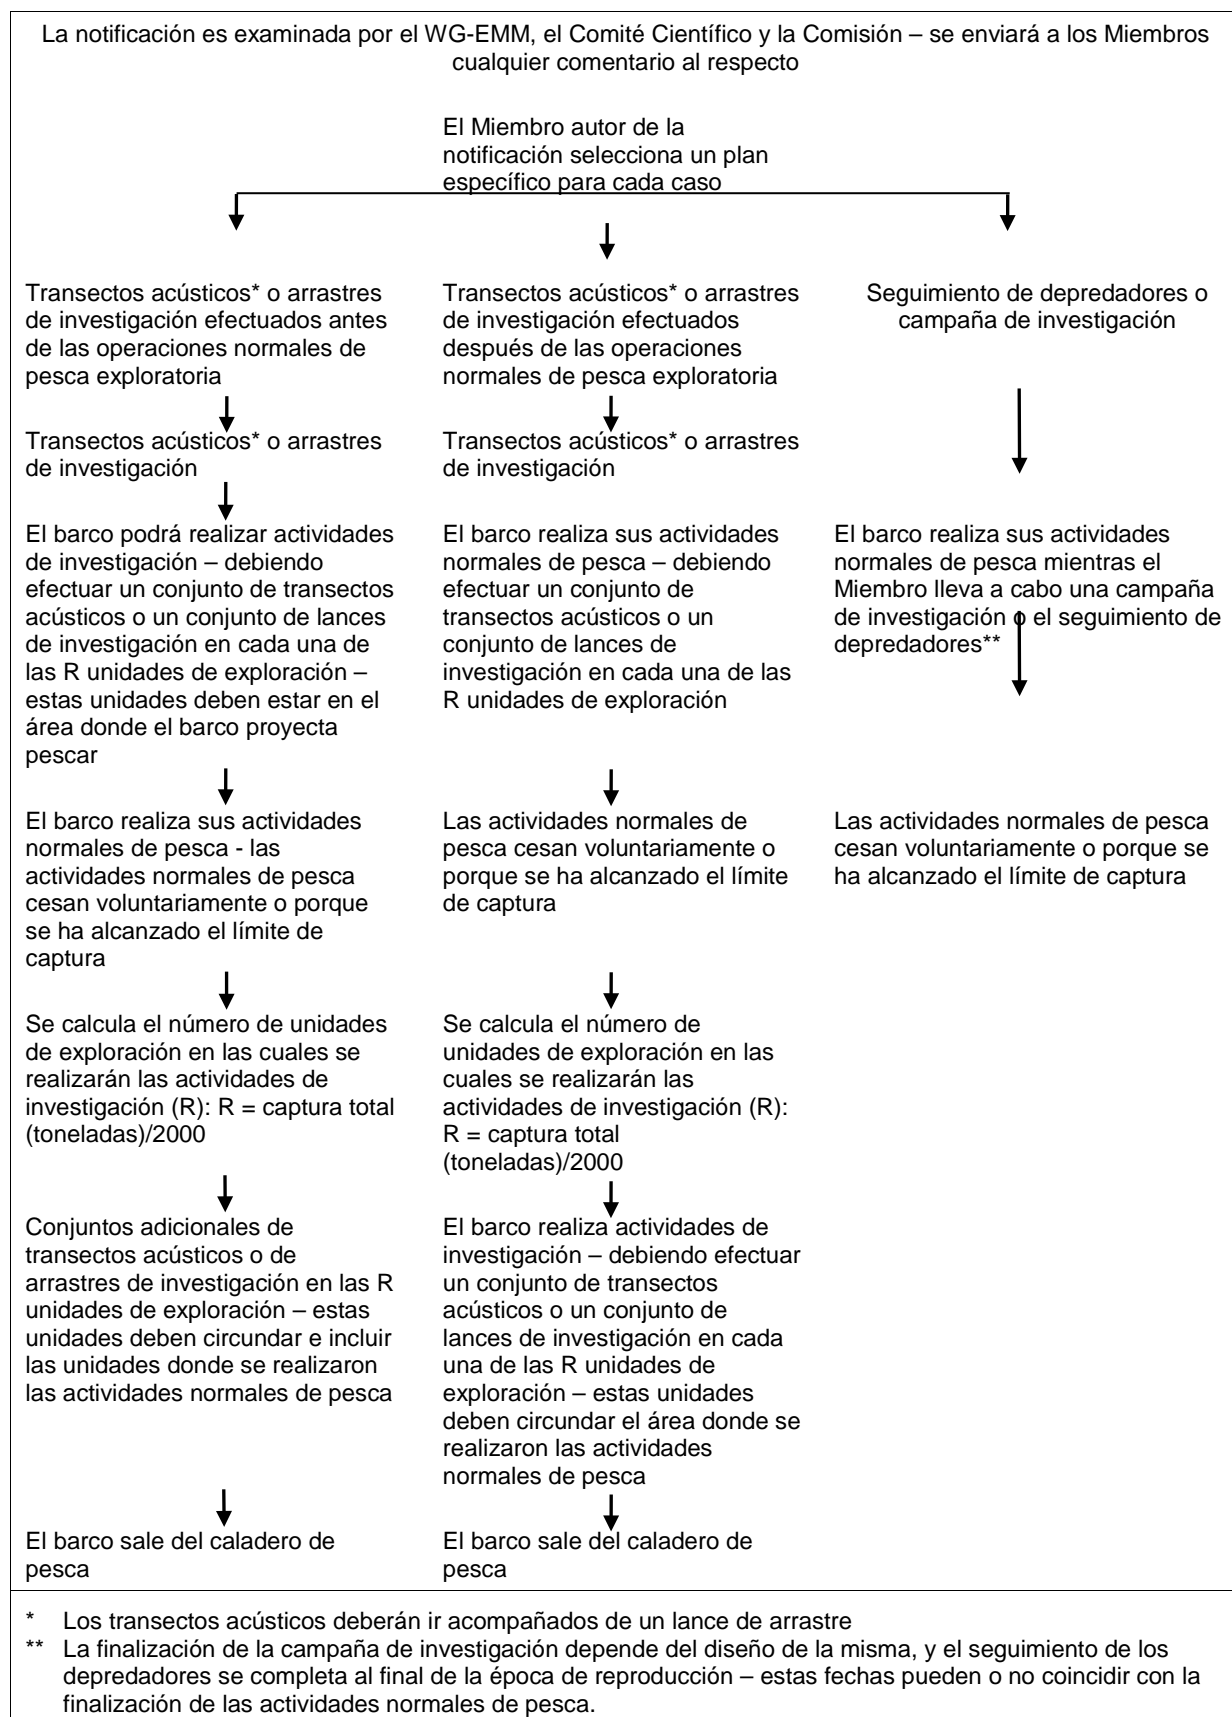 La notificación es examinada por el WG-EMM, el Comité Científico y la Comisión – se enviará a los Miembros
cualquier comentario al respecto
El Miembro autor de la
notificación selecciona un plan
específico para cada caso
Transectos acústicos* o arrastres
de investigación efectuados antes
de las operaciones normales de
pesca exploratoria
Transectos acústicos* o arrastres
de investigación
El barco podrá realizar actividades
de investigación – debiendo
efectuar un conjunto de transectos
acústicos o un conjunto de lances
de investigación en cada una de
las R unidades de exploración –
estas unidades deben estar en el
área donde el barco proyecta
pescar
El barco realiza sus actividades
normales de pesca - las
actividades normales de pesca
cesan voluntariamente o porque
se ha alcanzado el límite de
captura
Se calcula el número de unidades
de exploración en las cuales se
realizarán las actividades de
investigación (R): R = captura total
(toneladas)/2000
Conjuntos adicionales de
transectos acústicos o de
arrastres de investigación en las R
unidades de exploración – estas
unidades deben circundar e incluir
las unidades donde se realizaron
las actividades normales de pesca
El barco sale del caladero de
pesca
Transectos acústicos* o arrastres
de investigación efectuados
después de las operaciones
normales de pesca exploratoria
Transectos acústicos* o arrastres
de investigación
El barco realiza sus actividades
normales de pesca – debiendo
efectuar un conjunto de
transectos acústicos o un
conjunto de lances de
investigación en cada una de las
R unidades de exploración
Las actividades normales de
pesca cesan voluntariamente o
porque se ha alcanzado el límite
de captura
Se calcula el número de
unidades de exploración en las
cuales se realizarán las
actividades de investigación (R):
R = captura total
(toneladas)/2000
El barco realiza actividades de
investigación – debiendo efectuar
un conjunto de transectos
acústicos o un conjunto de
lances de investigación en cada
una de las R unidades de
exploración – estas unidades
deben circundar el área donde se
realizaron las actividades
normales de pesca
El barco sale del caladero de
pesca
Seguimiento de depredadores o
campaña de investigación
El barco realiza sus actividades
normales de pesca mientras el
Miembro lleva a cabo una campaña
de investigación o el seguimiento de
depredadores**
Las actividades normales de pesca
cesan voluntariamente o porque se
ha alcanzado el límite de captura
* Los transectos acústicos deberán ir acompañados de un lance de arrastre
** La finalización de la campaña de investigación depende del diseño de la misma, y el seguimiento de los
depredadores se completa al final de la época de reproducción – estas fechas pueden o no coincidir con la
finalización de las actividades normales de pesca.